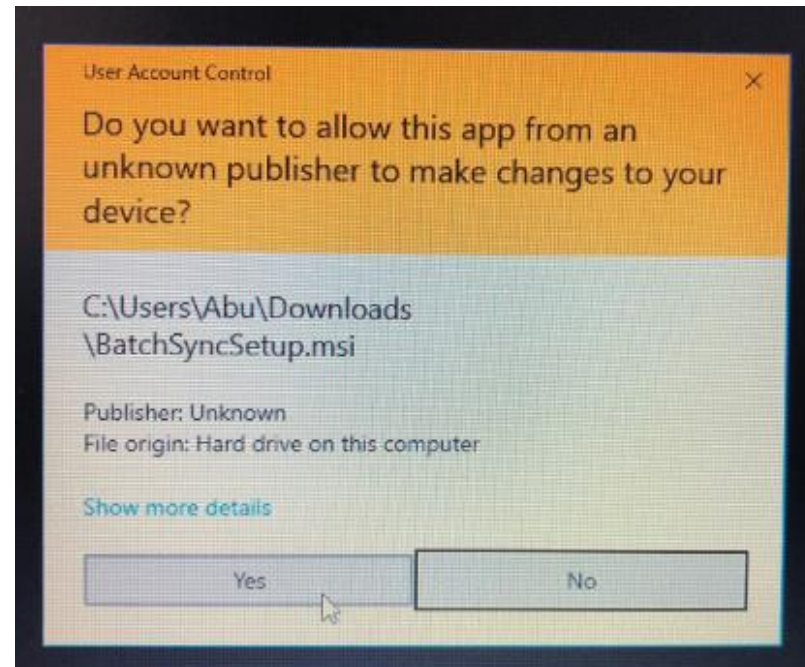 User Account Control
Do you want to allow this app from an
unknown publisher to make changes to your
device?
C:\Users\Abu\Downloads
\BatchSyncSetup.msi
Publisher: Unknown
File origin: Hard drive on this computer
Show more details
Yes
No